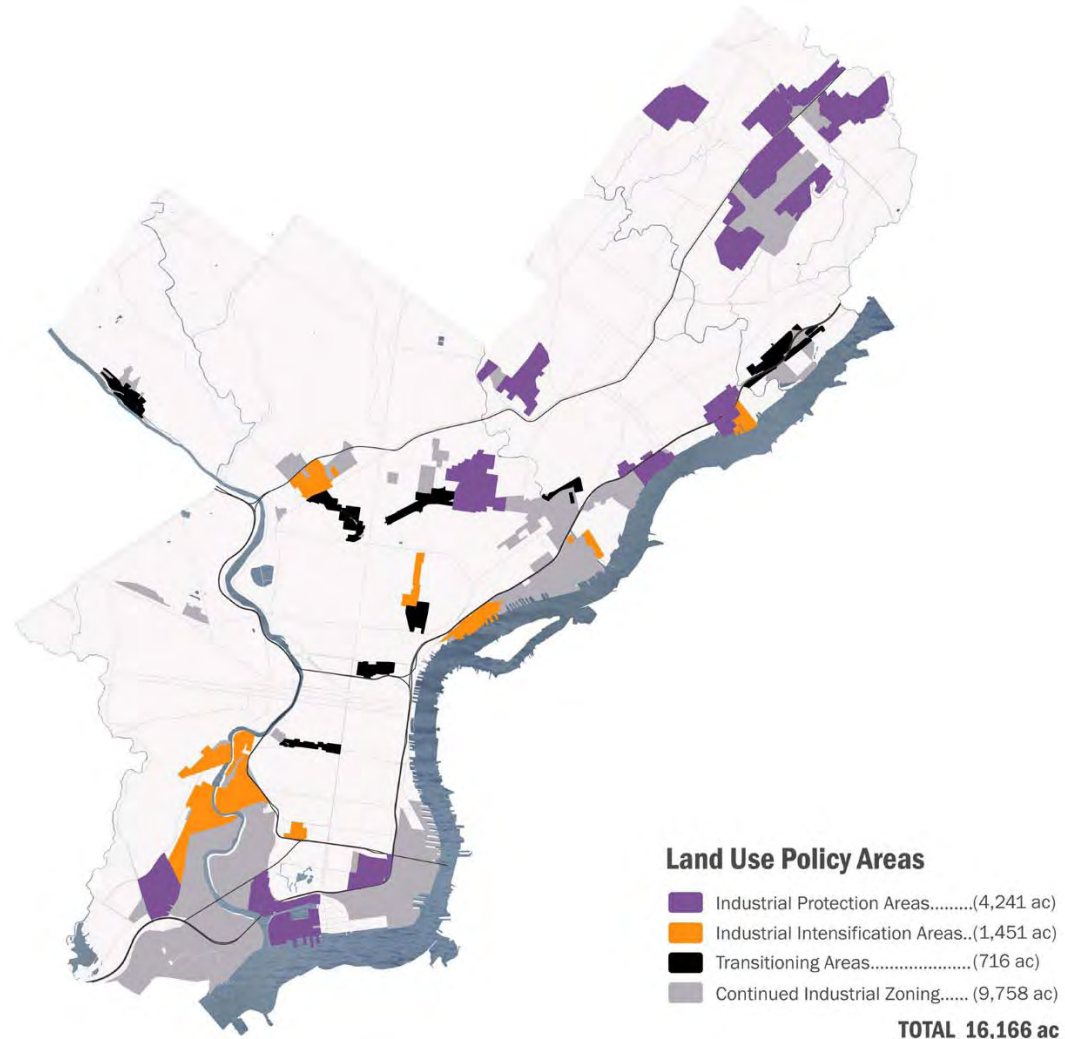 Land Use Policy Areas
Industrial Protection Areas.........(4,241 ac)
Industrial Intensification Areas..(1,451 ac)
Transitioning Areas......................(716 ac)
Continued Industrial Zoning...... (9,758 ac)
TOTAL 16,166 ac